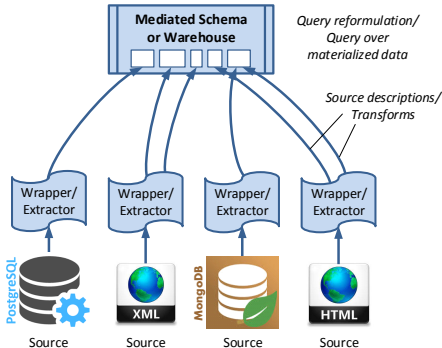 Mediated Schema
or Warehouse
Query reformulation/
Query over
materialized data
Source descriptions/
Transforms
Wrapper/
Extractor
Wrapper/
Extractor
Wrapper/
Extractor
Wrapper/
Extractor
PostgreSQL
XML
MongoDB
HTML
Source
Source
Source
Source